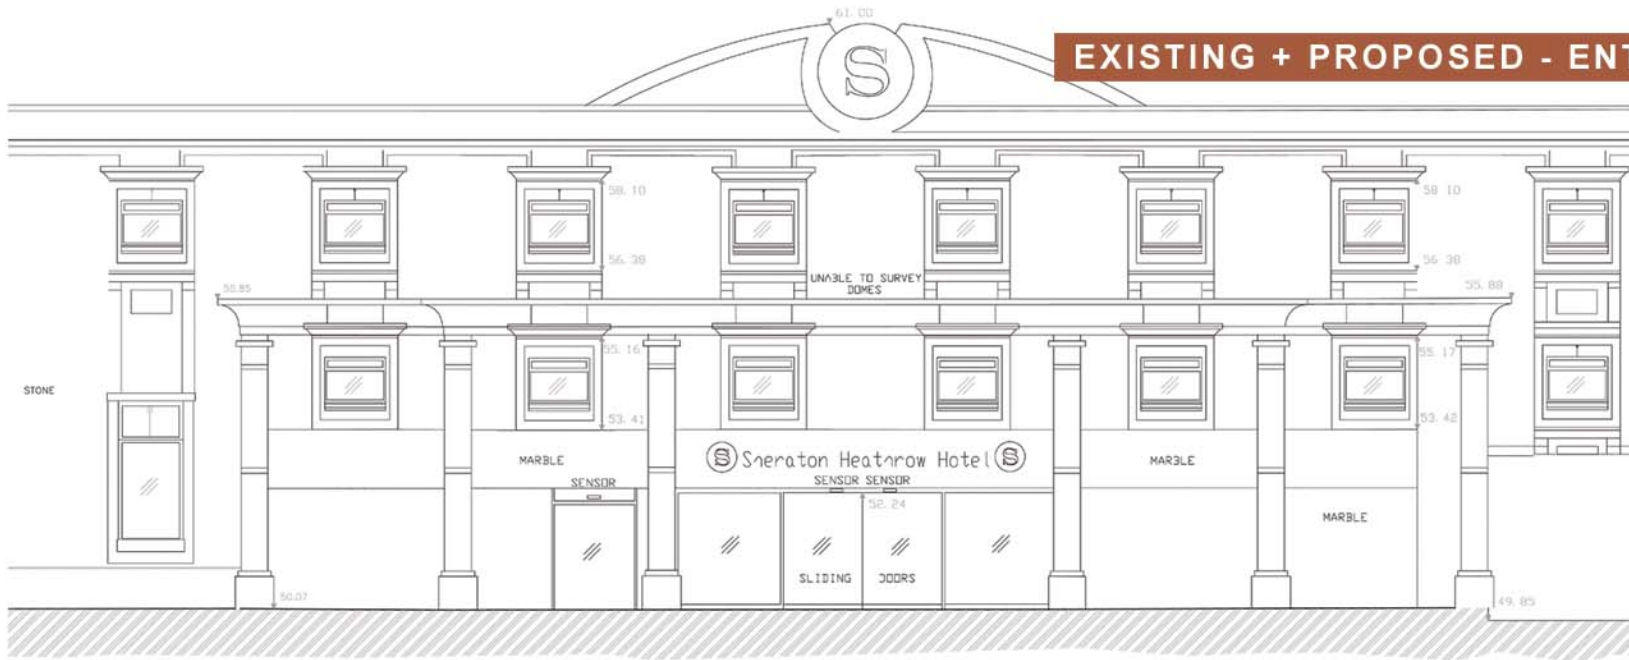 61.00
S
EXISTING + PROPOSED - ENT
58.10
58.10
56.38
56.38
UNABLE TO SURVEY
DOMES
55.88
55.16
55.17
STONE
53.41
53.42
MARBLE
S Sheraton Heathrow Hotel S
MARBLE
SENSOR
SENSOR SENSOR
52.24
MARBLE
SLIDING DOORS
50.07
49.85